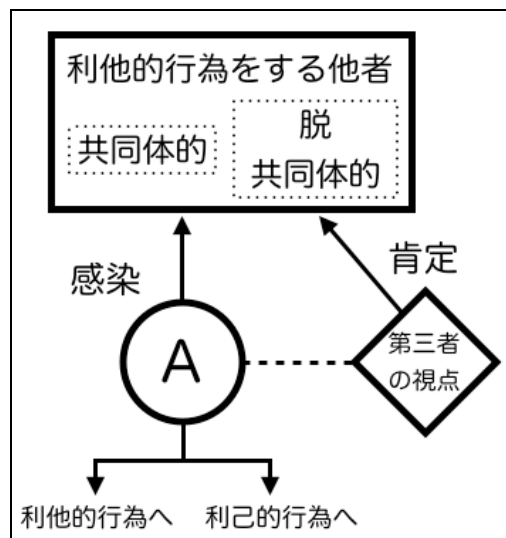 利他的行為をする他者
共同体的
脱
共同体的
感染
肯定
A
第三者
の視点
利他的行為へ
利己的行為へ